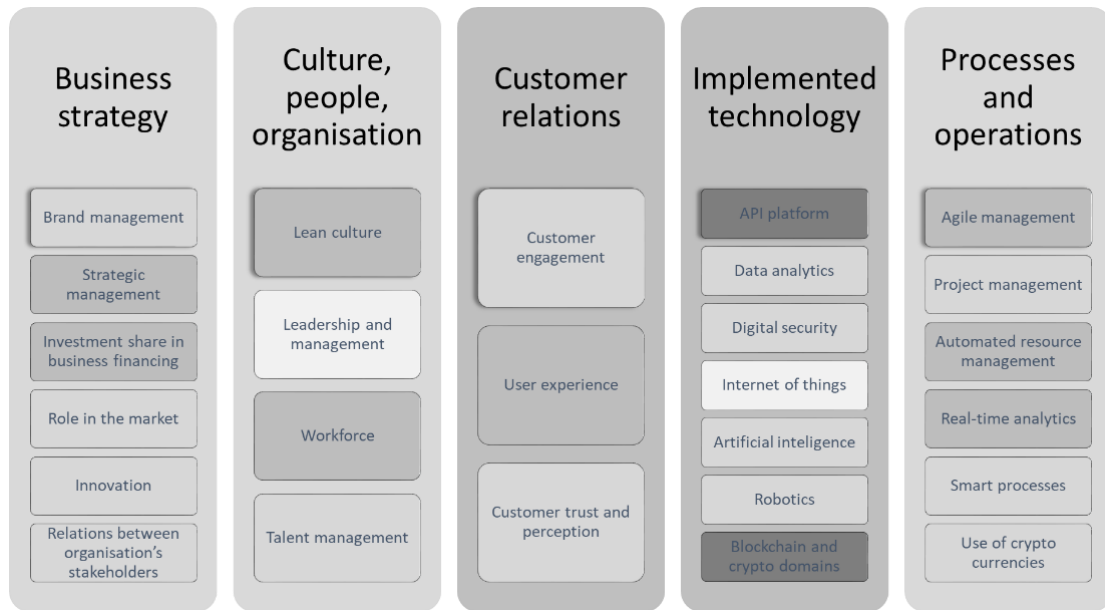 Business
strategy
Brand management
Strategic
management
Investment share in
business financing
Role in the market
Innovation
Relations between
organisation's
stakeholders
Culture,
people,
organisation
Lean culture
Leadership and
management
Workforce
Talent management
Customer
relations
Customer
engagement
User experience
Customer trust and
perception
Implemented
technology
API platform
Data analytics
Digital security
Internet of things
Artificial inteligence
Robotics
Blockchain and
crypto domains
Processes
and
operations
Agile management
Project management
Automated resource
management
Real-time analytics
Smart processes
Use of crypto
currencies